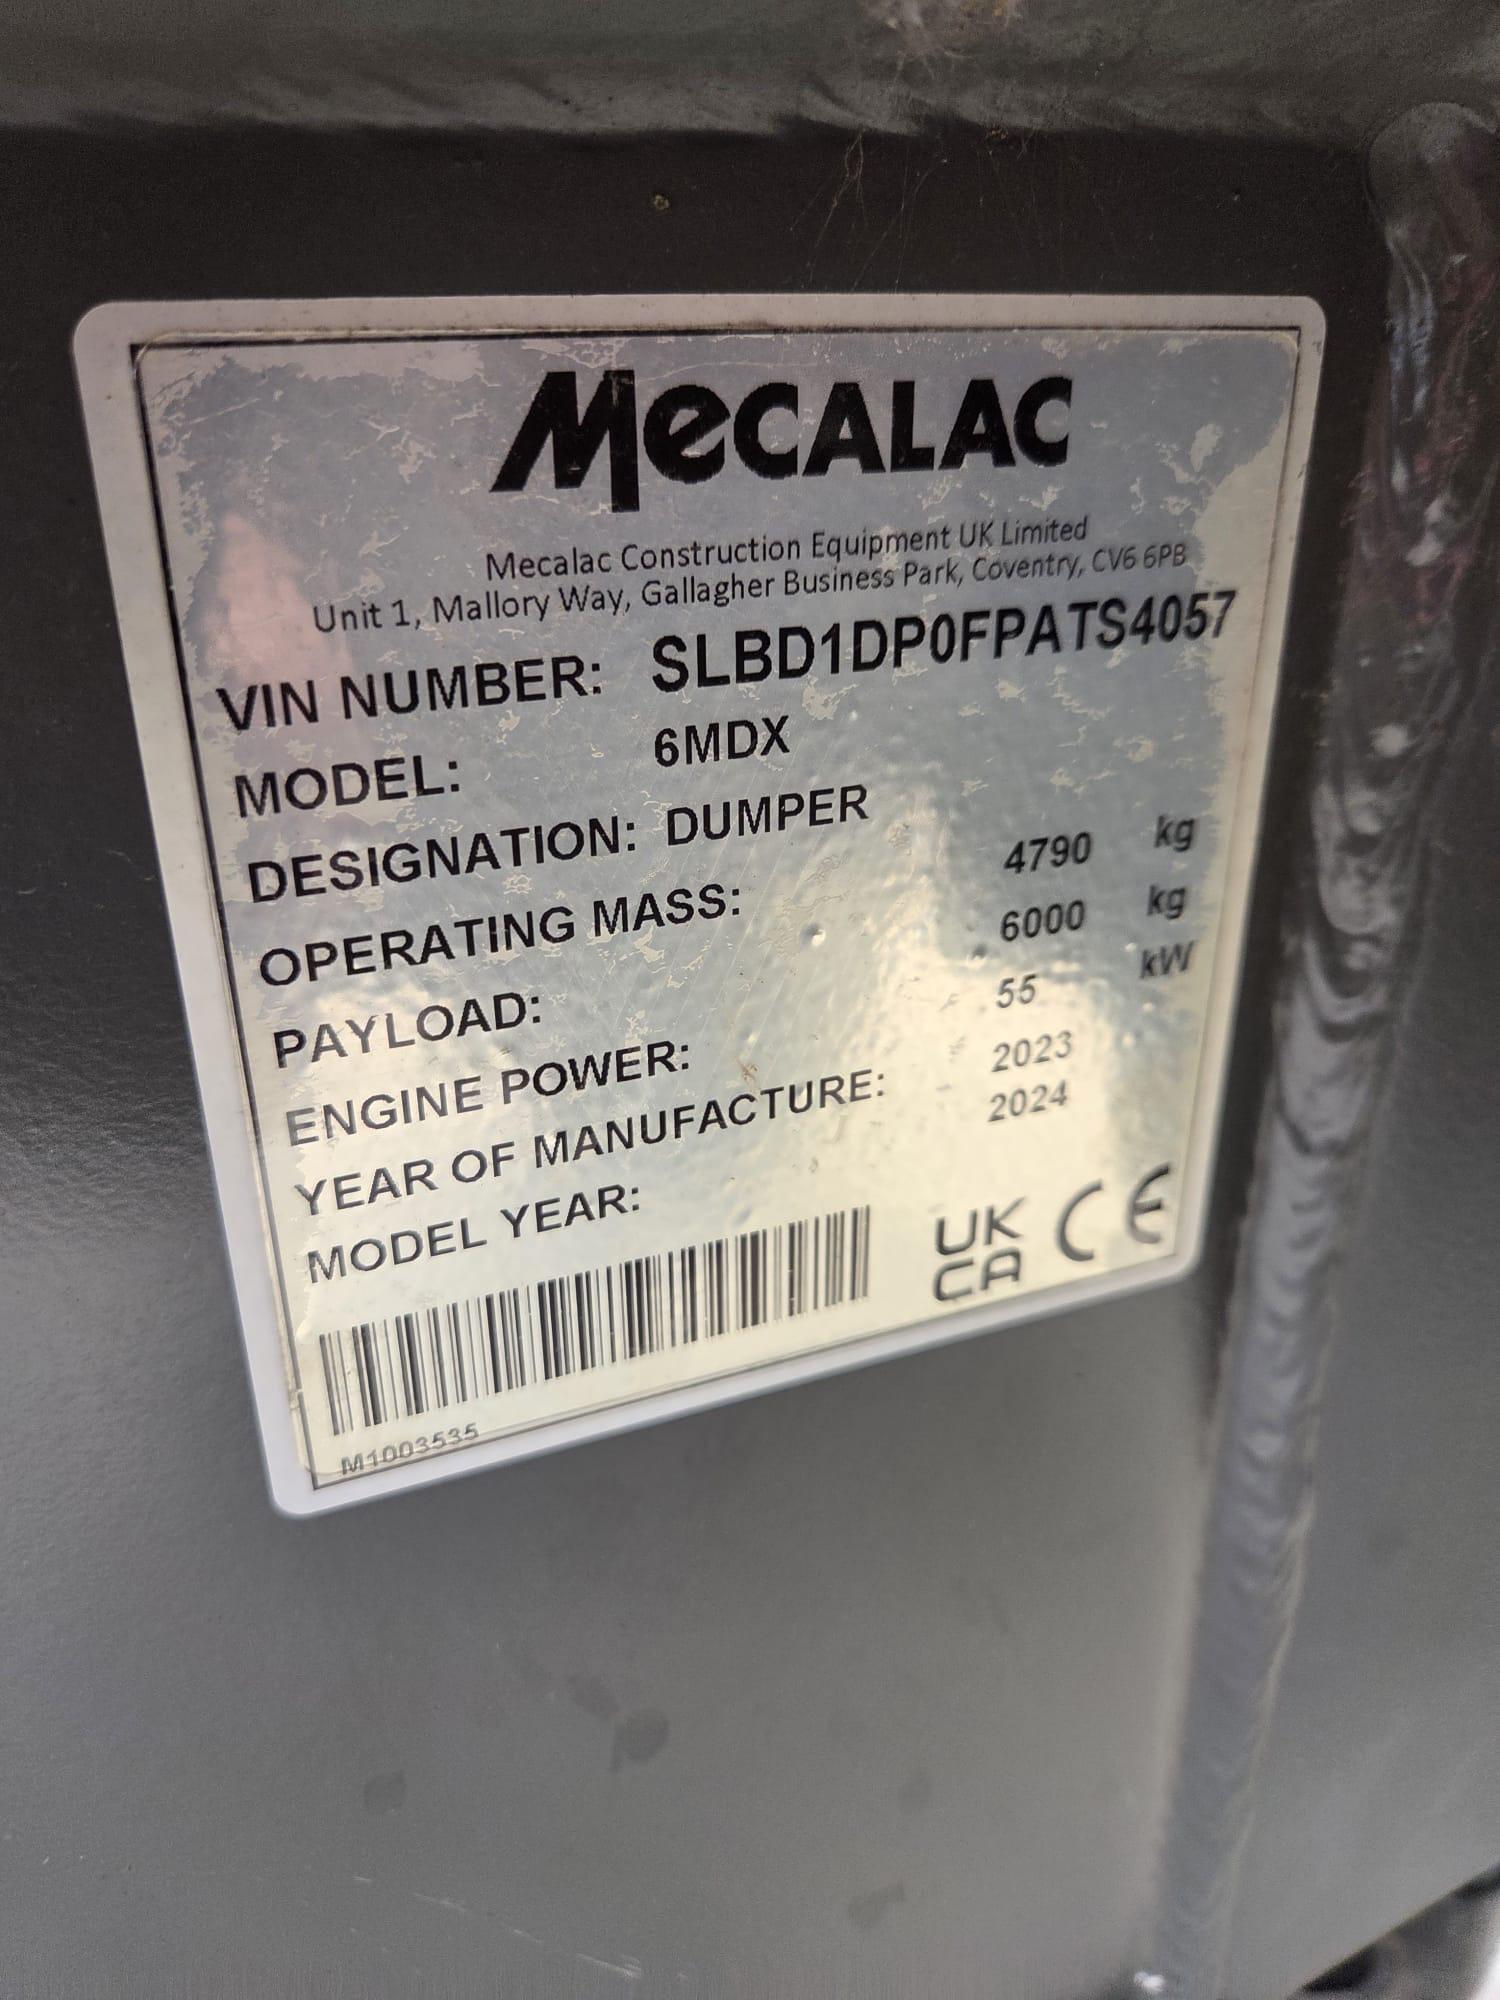 MeCALAC
Mecalac Construction Equipment UK Limited
Unit 1, Mallory Way, Gallagher Business Park, Coventry, CV6 6PB
VIN NUMBER: SLBD1DP0FPATS4057
MODEL: 6MDX
DESIGNATION: DUMPER
OPERATING MASS: 4790 kg
PAYLOAD: 6000 kg
ENGINE POWER: 55 kW
YEAR OF MANUFACTURE: 2023
MODEL YEAR: 2024
UK
CA CE
M1003535